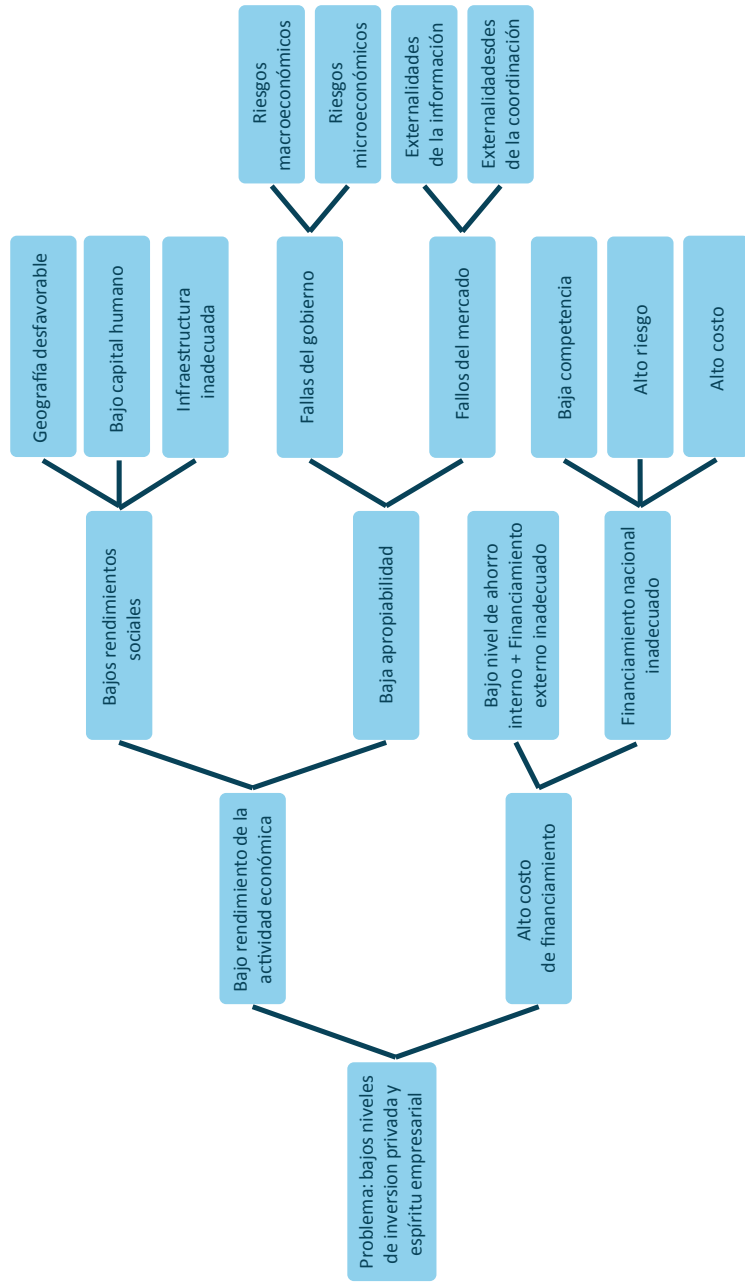 Problema: bajos niveles
de inversion privada y
espíritu empresarial
Bajo rendimiento de la
actividad económica
Alto costo
de financiamiento
Bajos rendimientos
sociales
Baja apropiabilidad
Bajo nivel de ahorro
interno + Financiamiento
externo inadecuado
Financiamiento nacional
inadecuado
Geografía desfavorable
Bajo capital humano
Infraestructura
inadecuada
Fallas del gobierno
Fallos del mercado
Baja competencia
Alto riesgo
Alto costo
Riesgos
macroeconómicos
Riesgos
microeconómicos
Externalidades
de la información
Externalidadesdes
de la coordinación